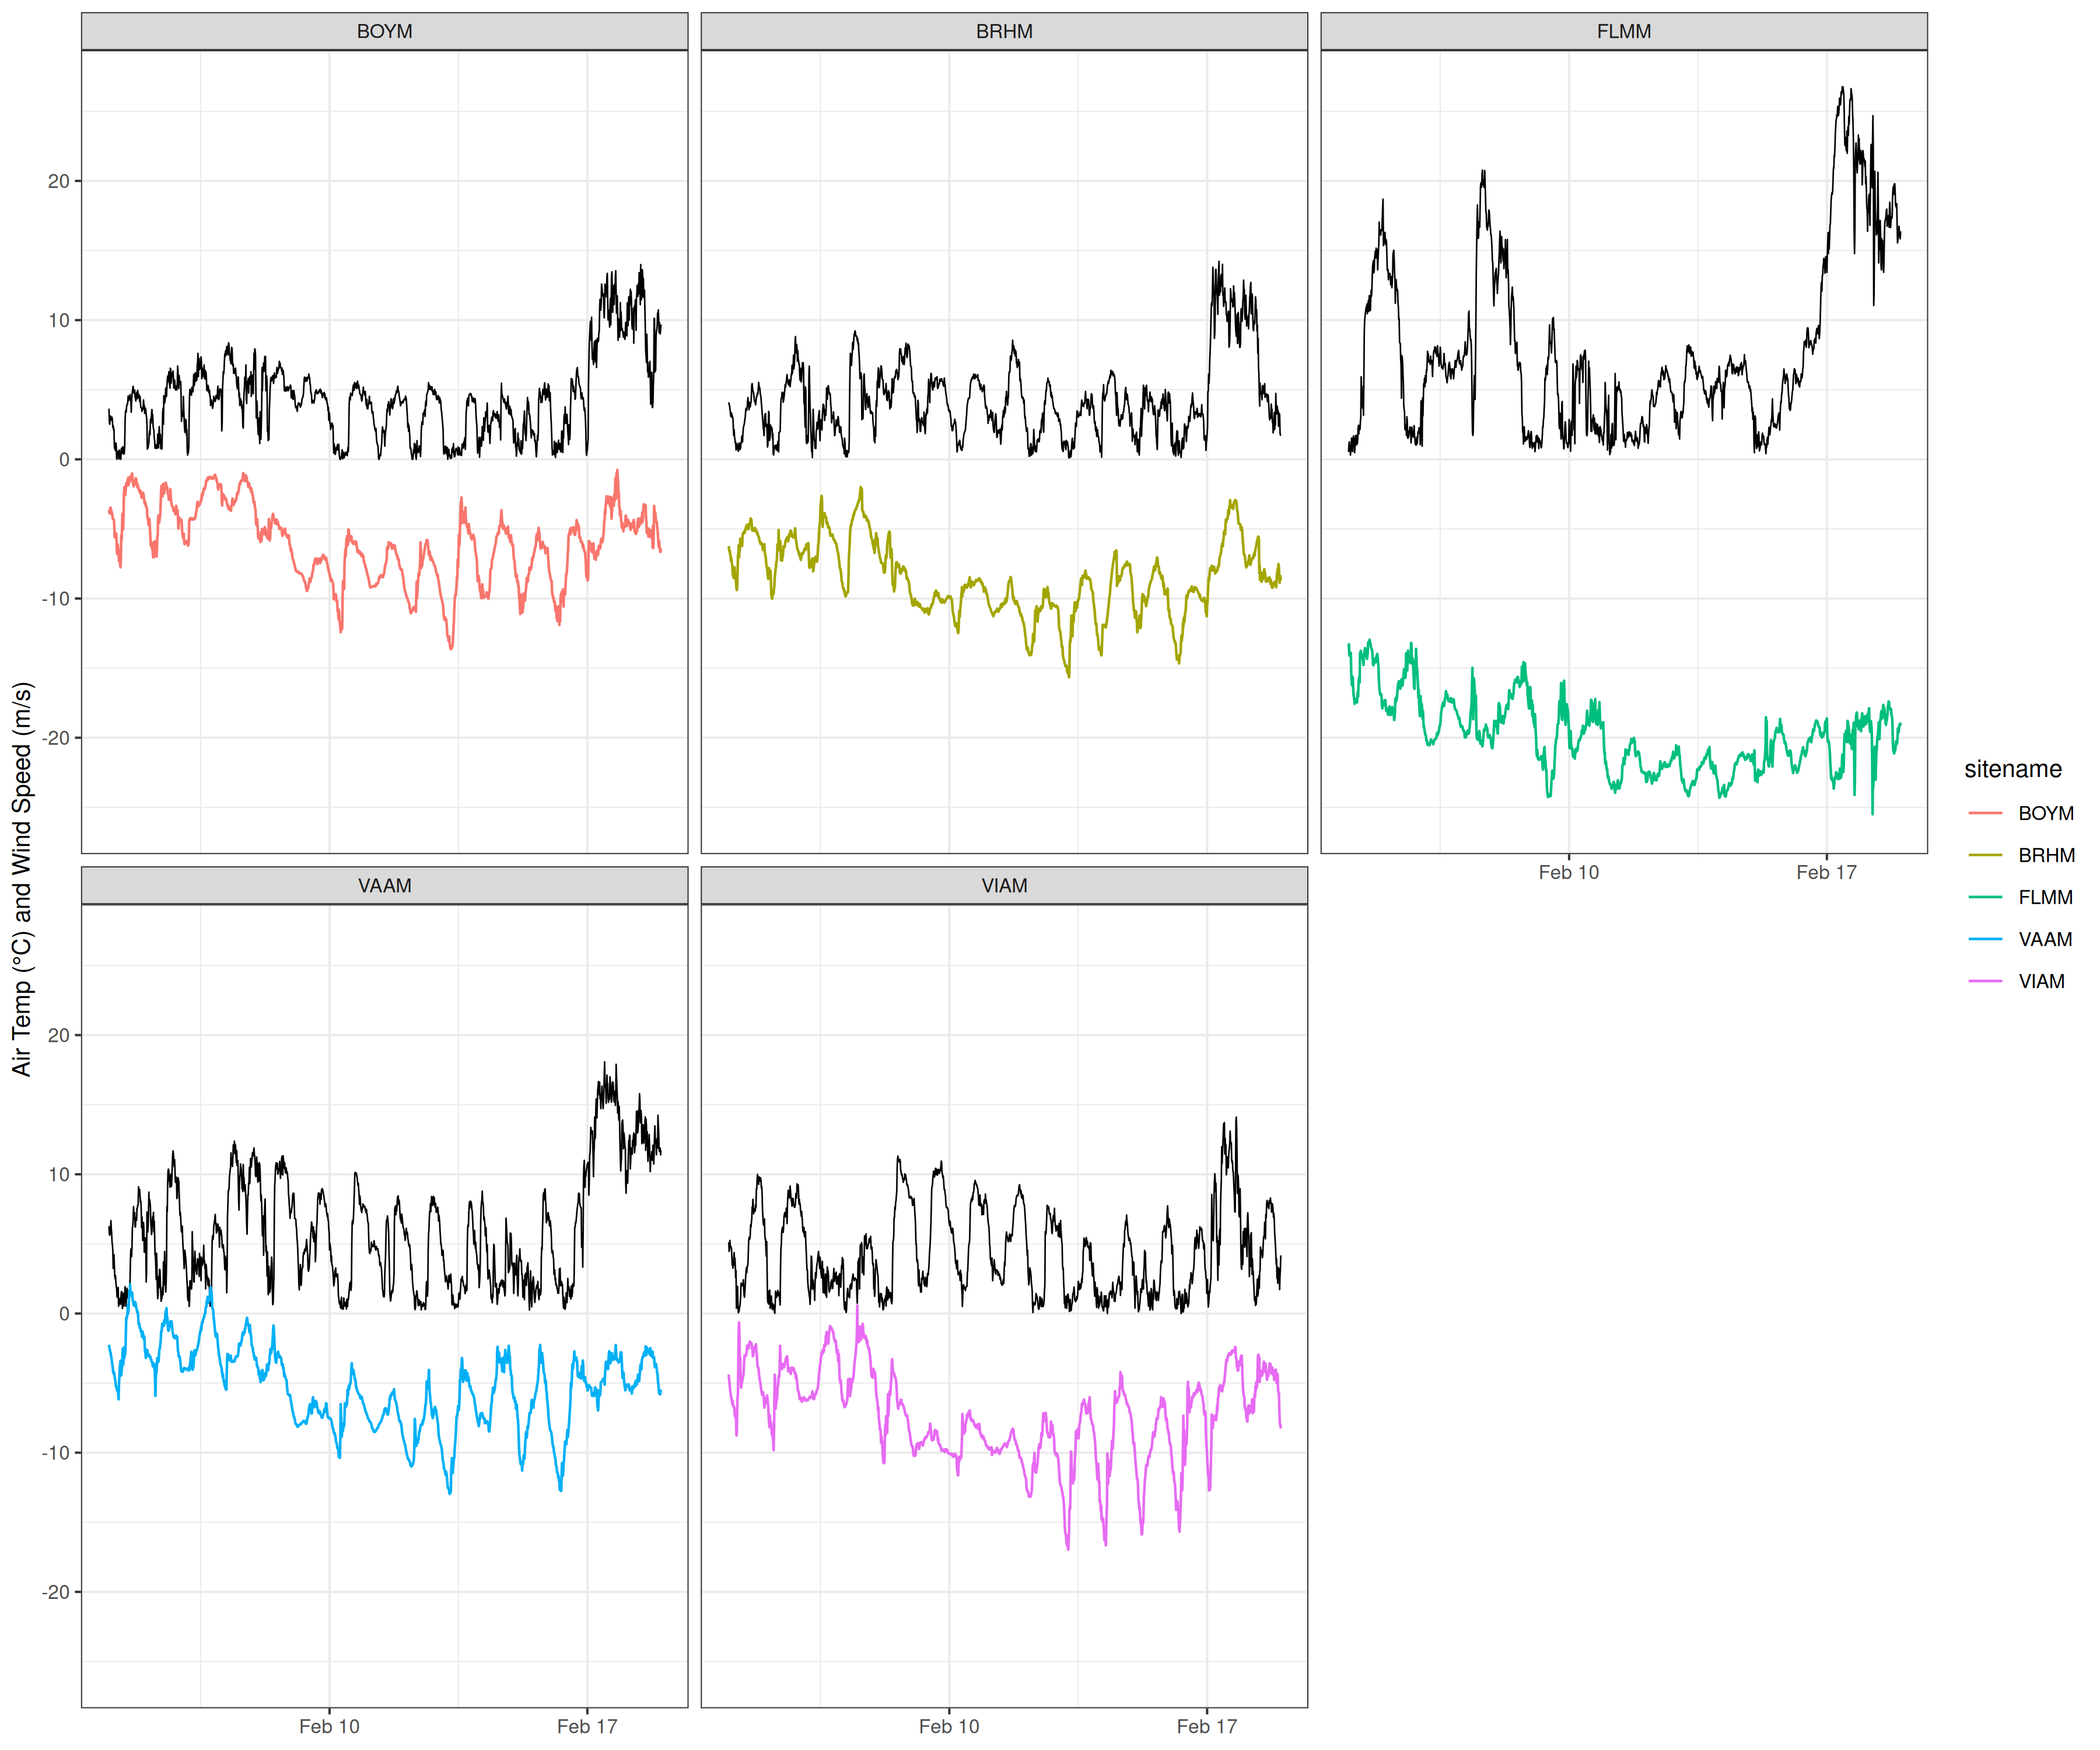 BOYM
BRHM
FLMM
20
10
0
-10
-20
Feb 10
Feb 17
VAAM
VIAM
20
10
0
-10
-20
Feb 10
Feb 17
Feb 10
Feb 17
Air Temp (°C) and Wind Speed (m/s)
sitename
BOYM
BRHM
FLMM
VAAM
VIAM